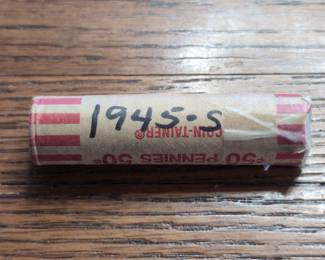 1945-S
COIN-TAINER®
50¢ PENNIES 50¢